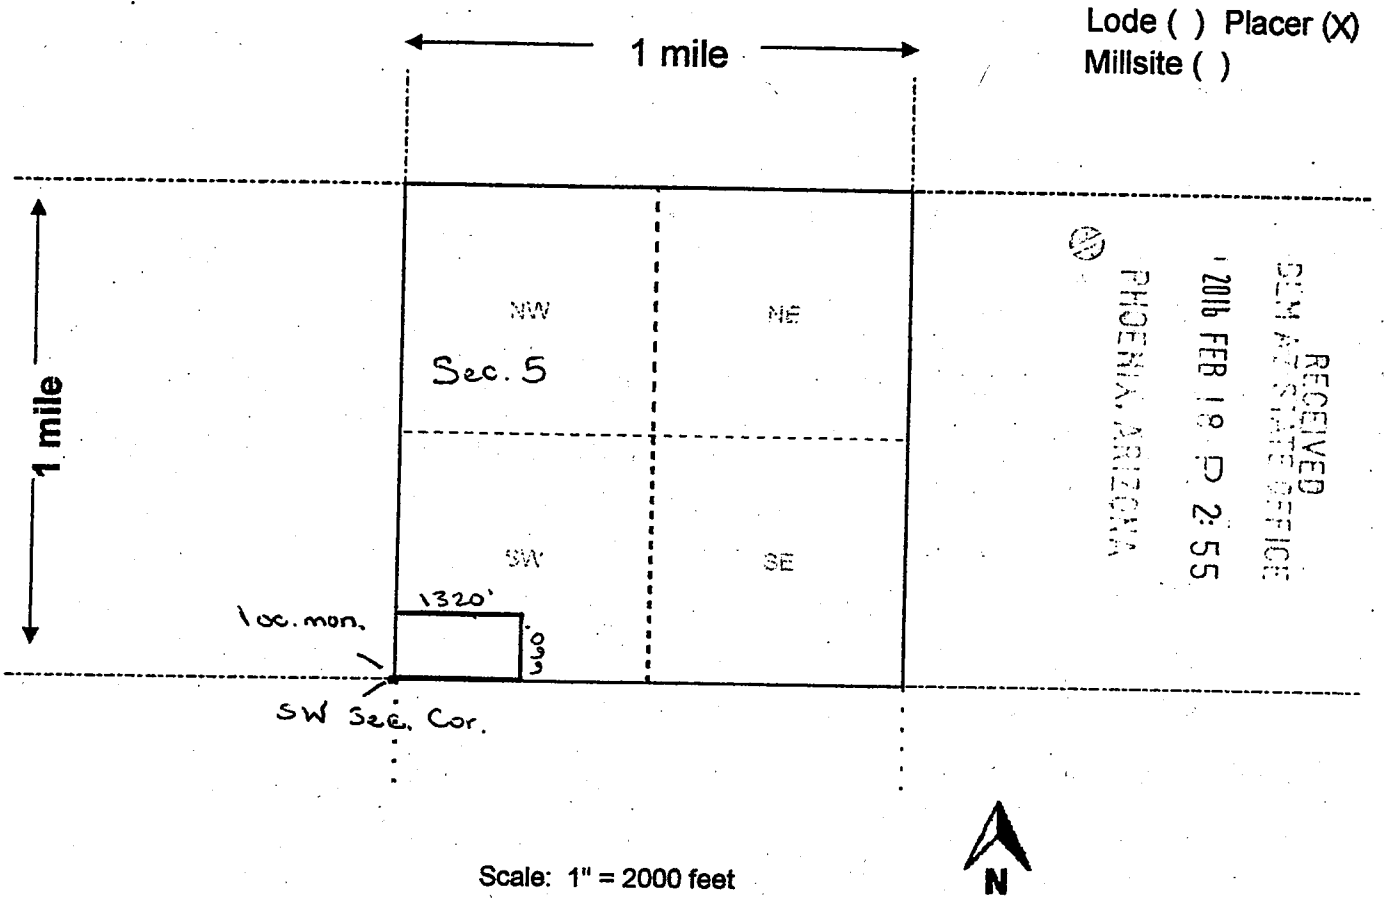 Lode ( ) Placer (X)
Millsite ( )
1 mile
1 mile
NW
NE
Sec. 5
SW
SE
1320'
660'
loc. mon.
SW Sec. Cor.
RECEIVED
BLM AZ STATE OFFICE
2016 FEB 18 P 2:55
PHOENIX, ARIZONA
Scale: 1" = 2000 feet
N